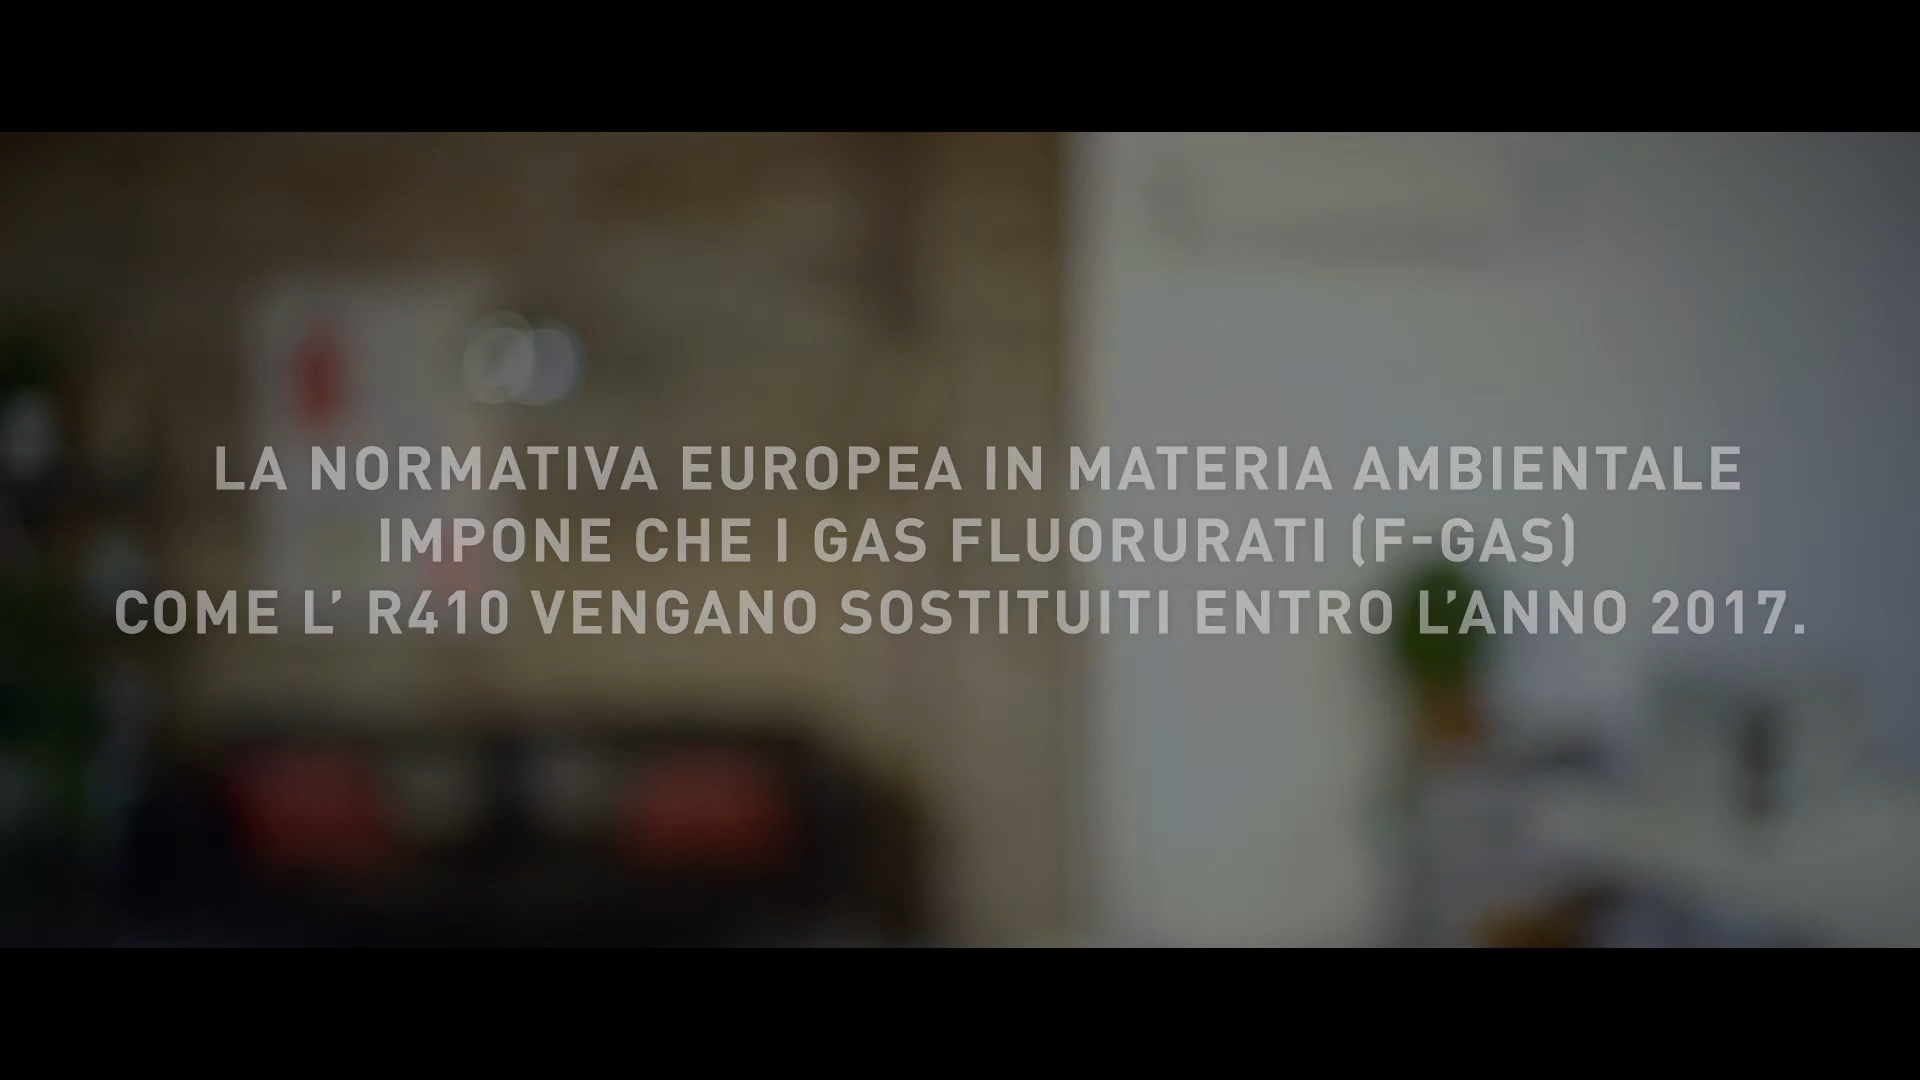 LA NORMATIVA EUROPEA IN MATERIA AMBIENTALE
IMPONE CHE I GAS FLUORURATI (F-GAS)
COME L’ R410 VENGANO SOSTITUITI ENTRO L’ANNO 2017.